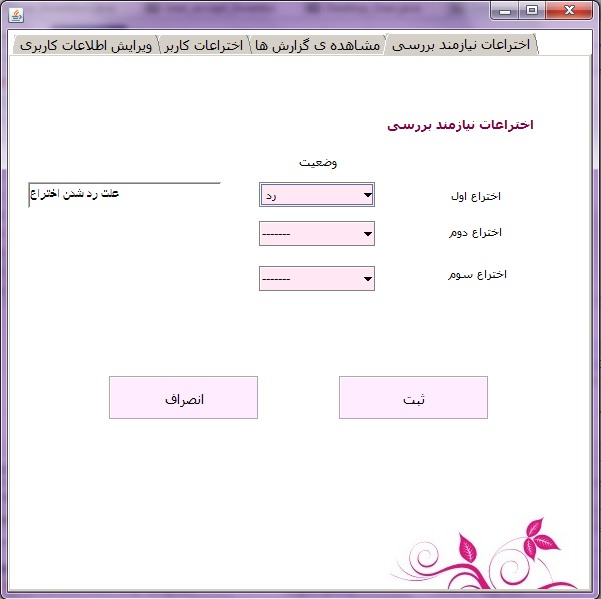 اختراعات نیازمند بررسی
مشاهده ی گزارش ها
اختراعات کاربر
ویرایش اطلاعات کاربری
اختراعات نیازمند بررسی
وضعیت
اختراع اول
رد
علت رد شدن اختراع
اختراع دوم
-------
اختراع سوم
-------
ثبت
انصراف